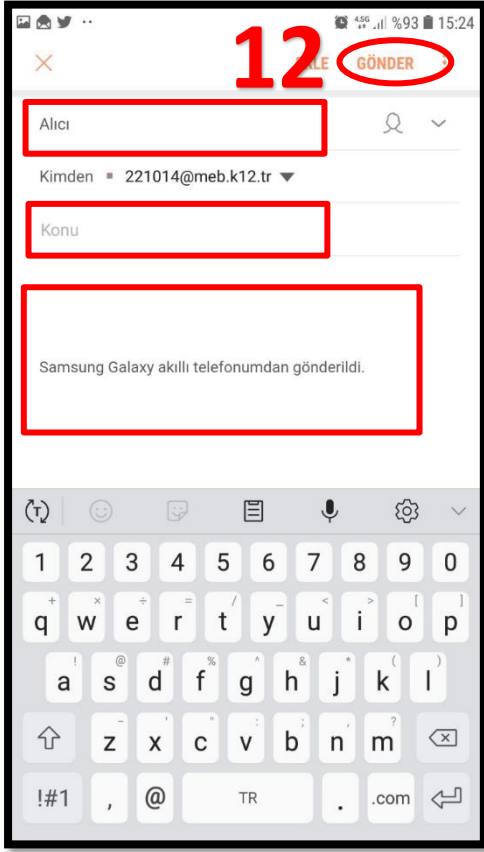 4.5G %93 15:24
12
LE GÖNDER
Alıcı
Kimden 221014@meb.k12.tr
Konu
Samsung Galaxy akıllı telefonumdan gönderildi.
T
1 2 3 4 5 6 7 8 9 0
+ × ÷ = / _ < > [ ]
q w e r t y u i o p
! @ # % ^ & * ( )
a s d f g h j k l
- ' " : ; , ?
z x c v b n m
!#1 , @ TR . .com